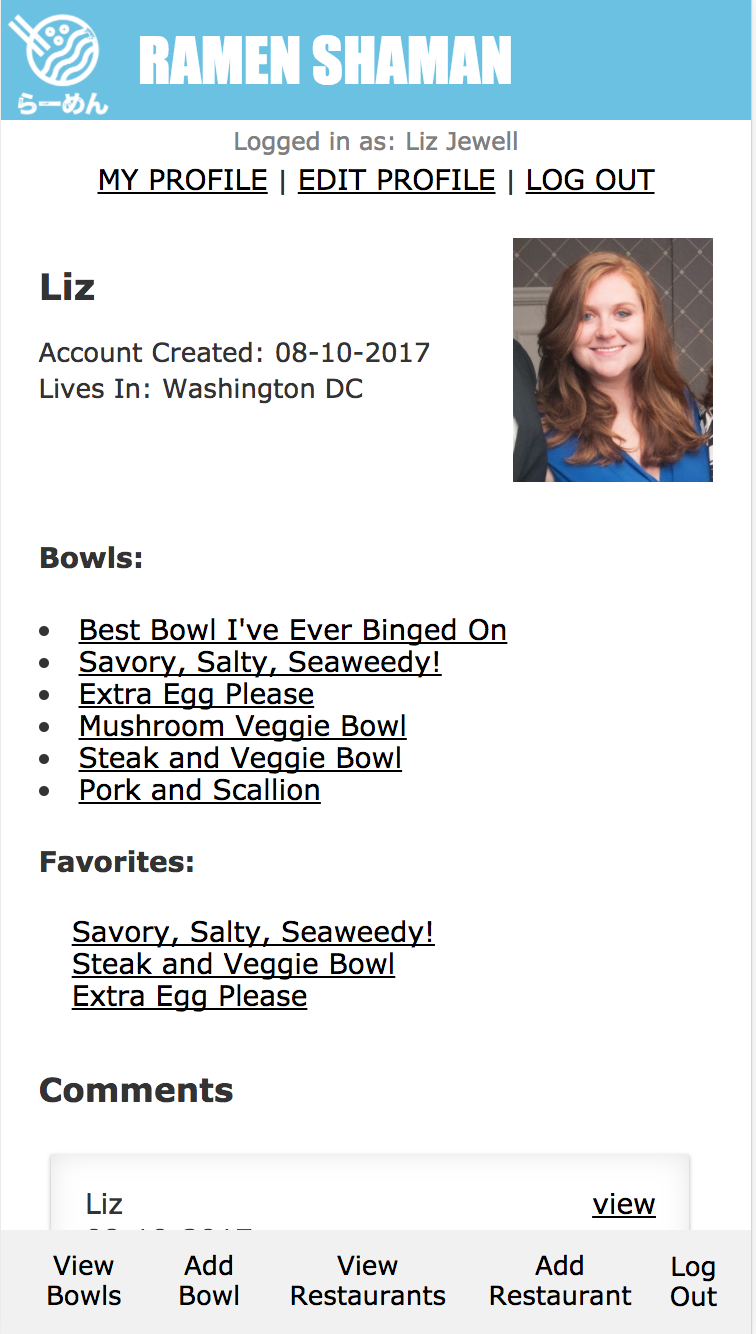 らーめん
RAMEN SHAMAN
Logged in as: Liz Jewell
MY PROFILE | EDIT PROFILE | LOG OUT
Liz
Account Created: 08-10-2017
Lives In: Washington DC
Bowls:
• Best Bowl I've Ever Binged On
• Savory, Salty, Seaweedy!
• Extra Egg Please
• Mushroom Veggie Bowl
• Steak and Veggie Bowl
• Pork and Scallion
Favorites:
Savory, Salty, Seaweedy!
Steak and Veggie Bowl
Extra Egg Please
Comments
Liz view
View Bowls
Add Bowl
View Restaurants
Add Restaurant
Log Out